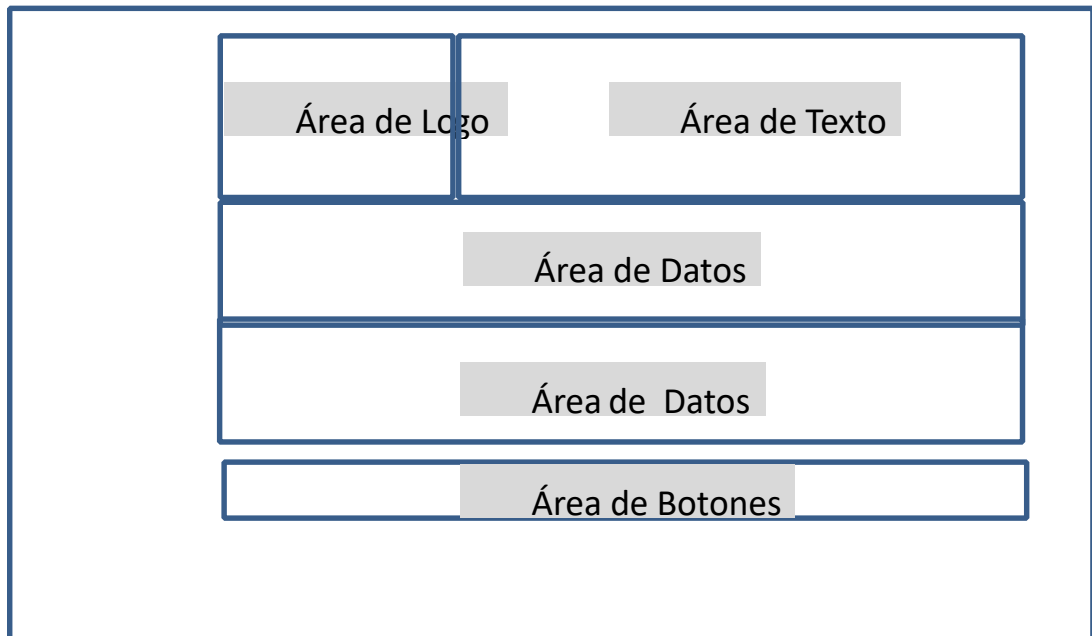 Área de Logo
Área de Texto
Área de Datos
Área de  Datos
Área de Botones